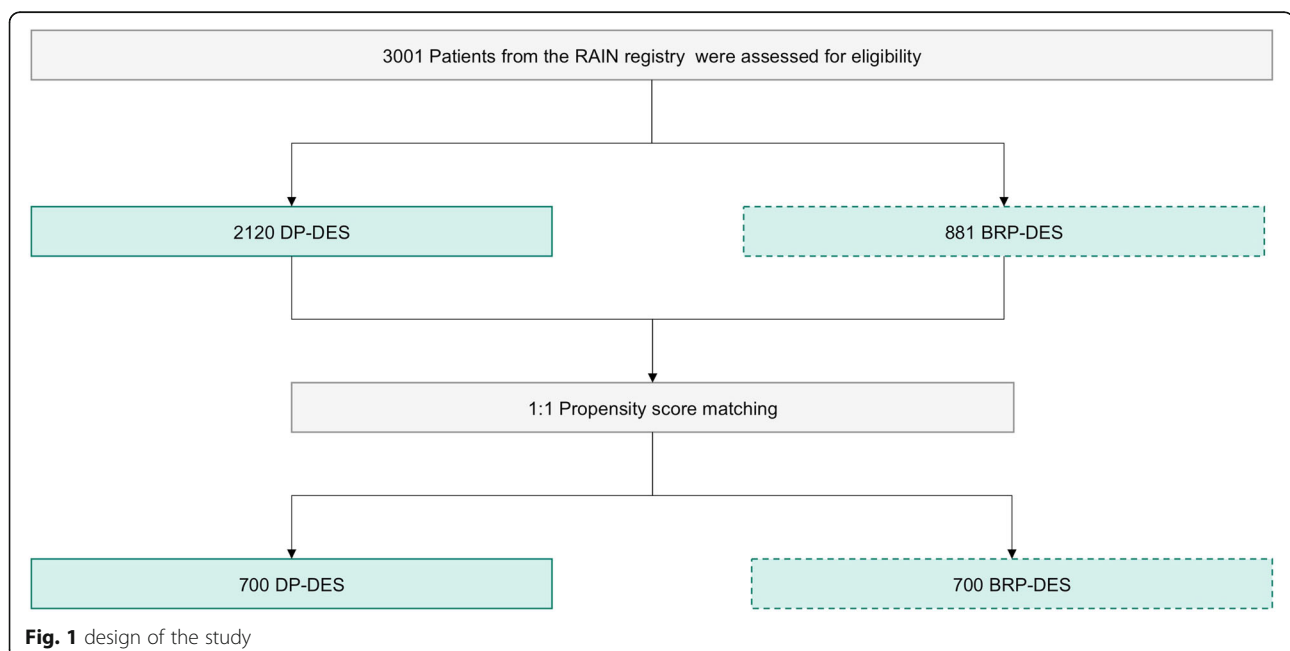 3001 Patients from the RAIN registry were assessed for eligibility
2120 DP-DES
881 BRP-DES
1:1 Propensity score matching
700 DP-DES
700 BRP-DES
Fig. 1 design of the study